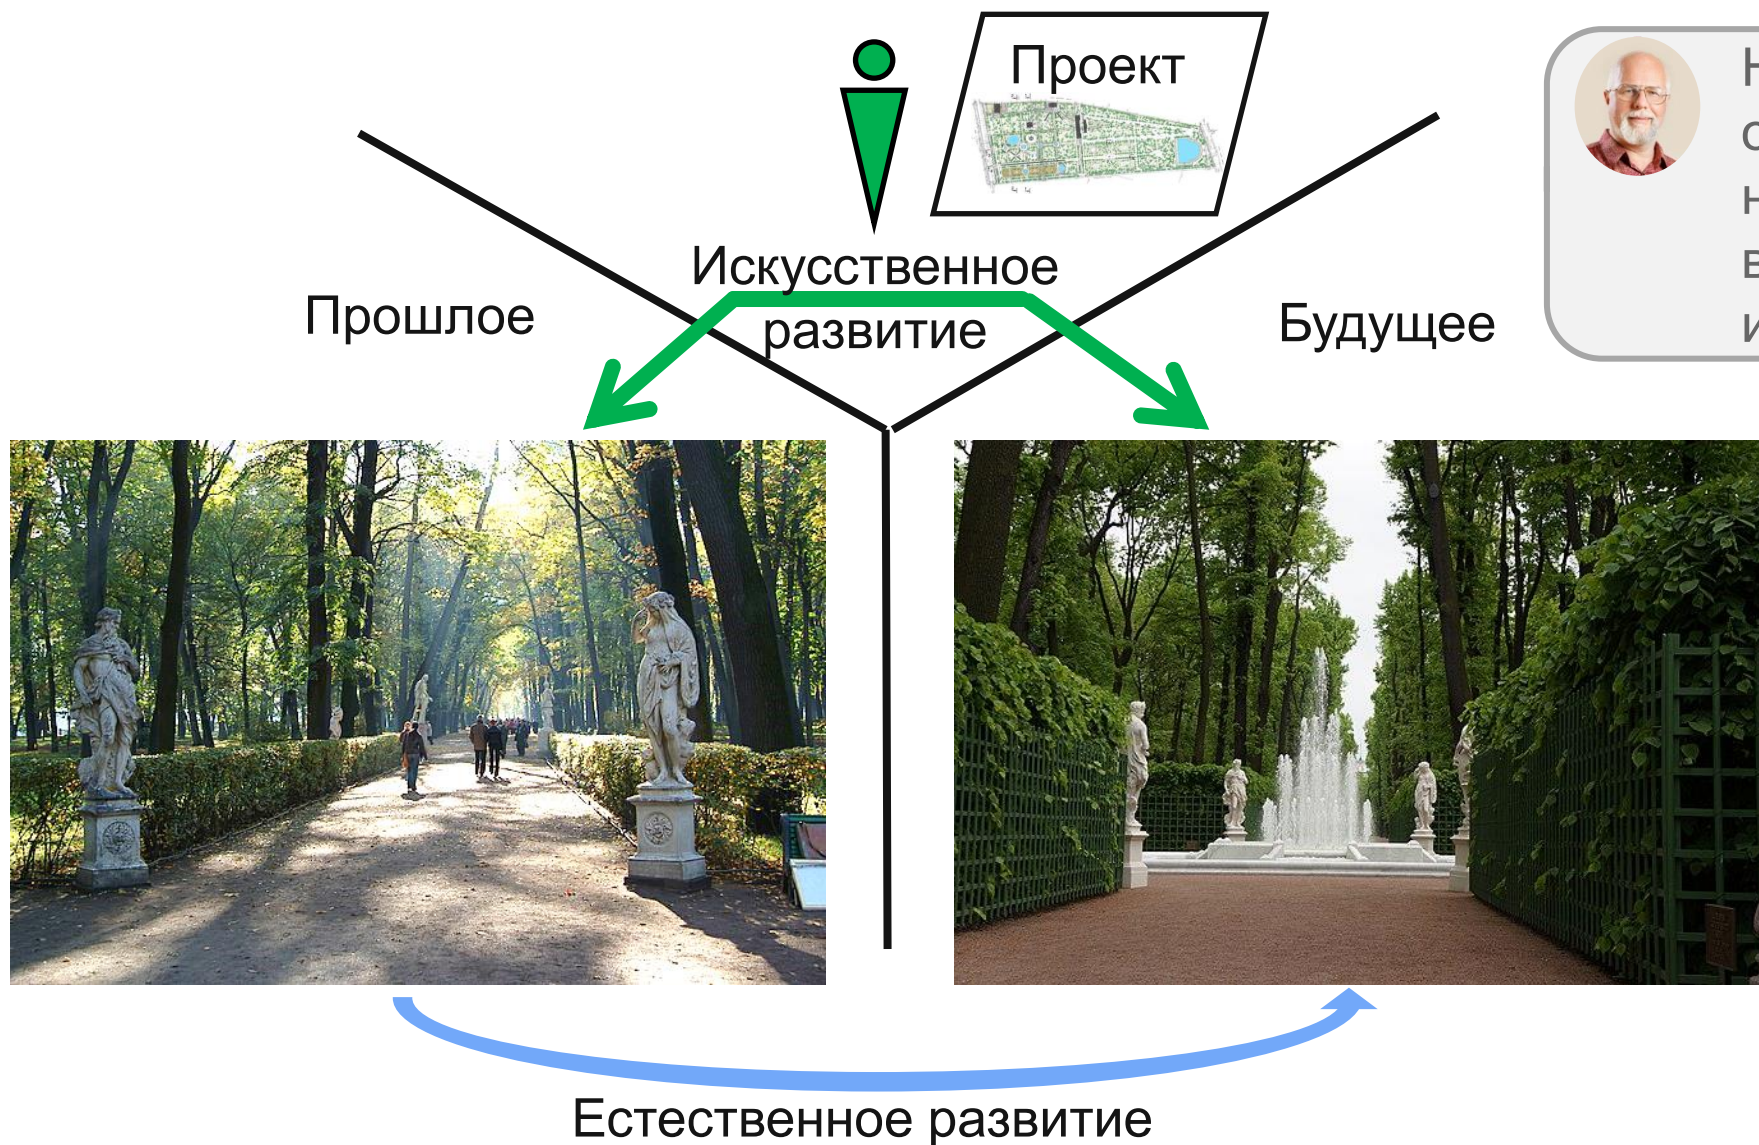 Проект
Искусственное
развитие
Прошлое
Будущее
Естественное развитие